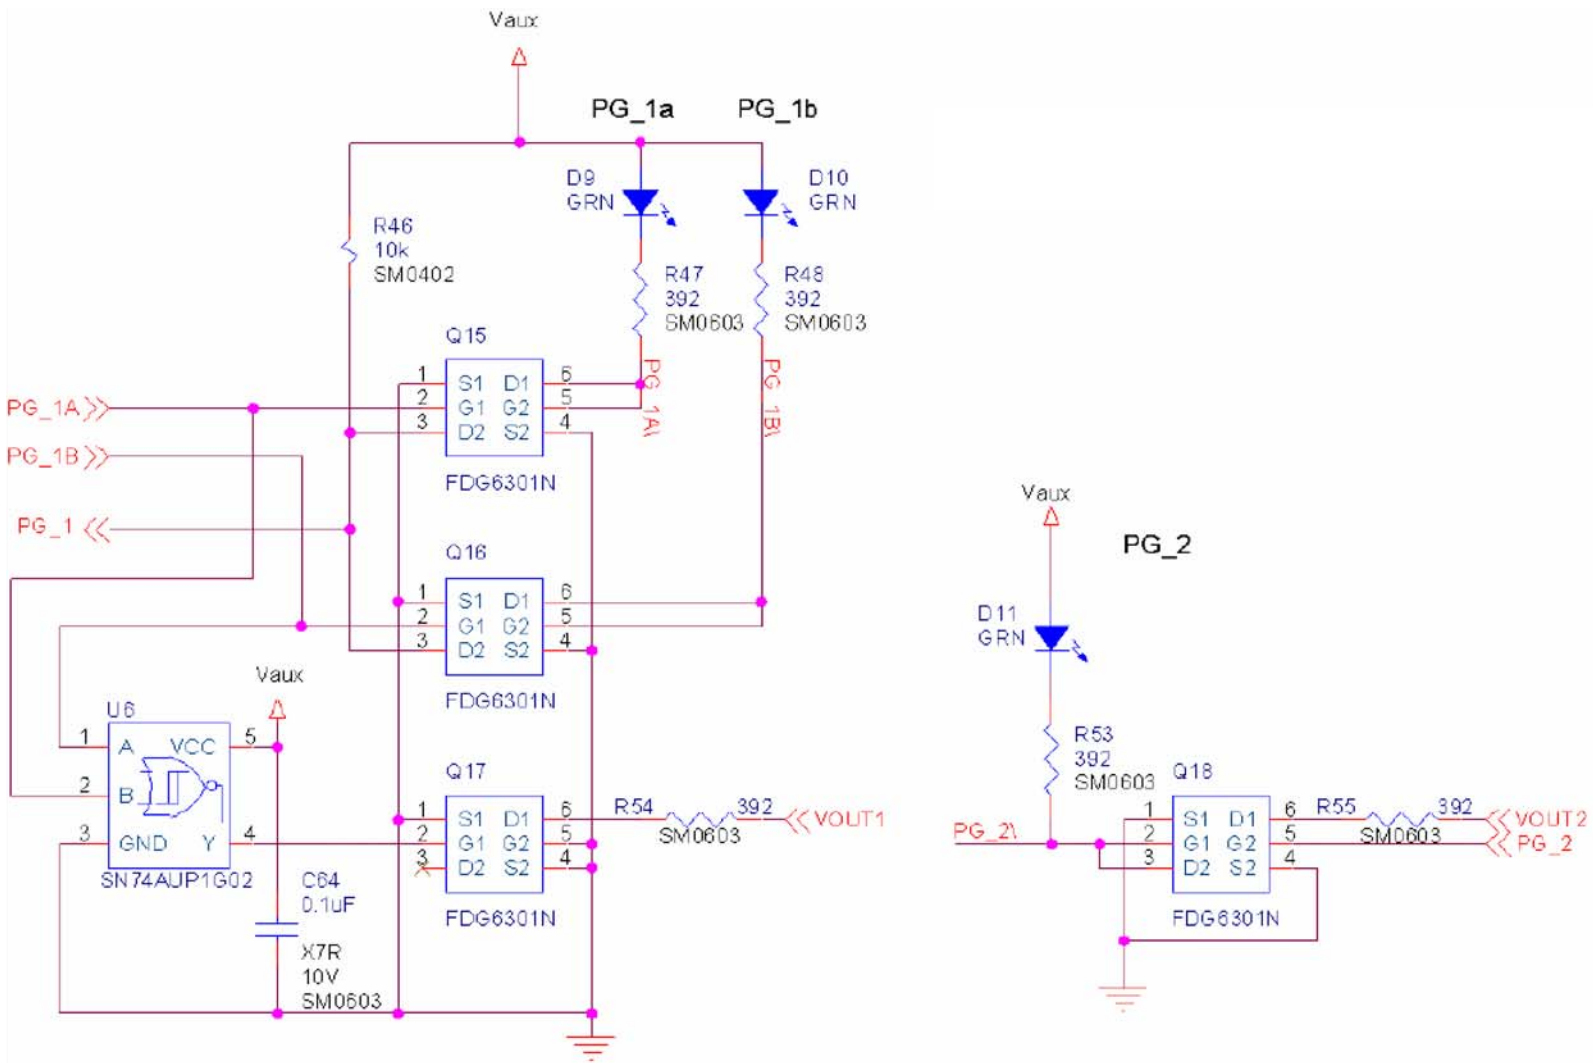 Vaux
PG_1a
PG_1b
D9
GRN
D10
GRN
R46
10k
SM0402
R47
392
SM0603
R48
392
SM0603
Q15
1 S1 D1 6
2 G1 G2 5
3 D2 S2 4
FDG6301N
PG_1A\
PG_1B\
PG_1A
PG_1B
PG_1
Q16
1 S1 D1 6
2 G1 G2 5
3 D2 S2 4
FDG6301N
Vaux
U6
1 A VCC 5
2 B
3 GND Y 4
SN74AUP1G02
C64
0.1uF
X7R
10V
SM0603
Q17
1 S1 D1 6
2 G1 G2 5
3 D2 S2 4
FDG6301N
R54 392
SM0603
VOUT1
Vaux
PG_2
D11
GRN
R53
392
SM0603
Q18
PG_2\
1 S1 D1 6
2 G1 G2 5
3 D2 S2 4
FDG6301N
R55 392
SM0603
VOUT2
PG_2